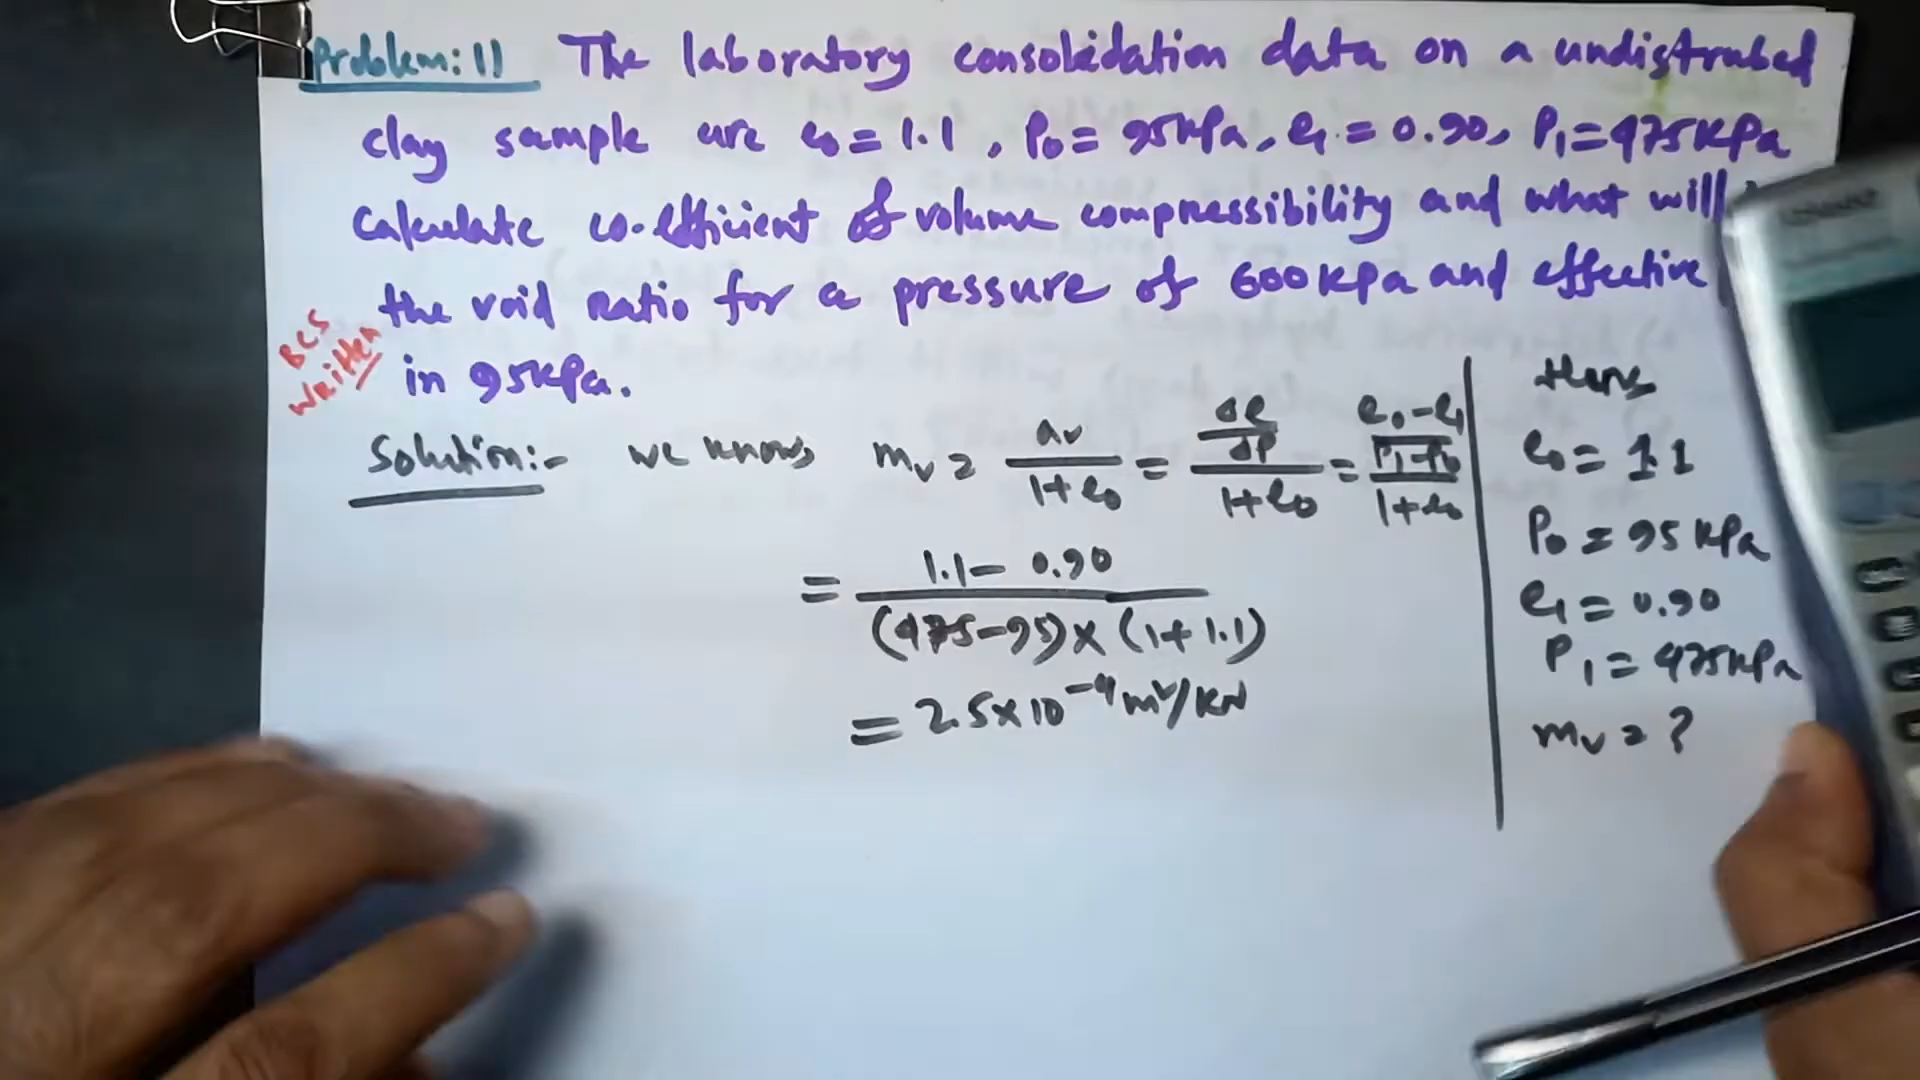 Problem: 11 The laboratory consolidation data on a undistrubed
clay sample are e₀ = 1.1, P₀ = 95kPa, e₁ = 0.90, P₁ = 475kPa
Calculate co-efficient of volume compressibility and what will
the void ratio for a pressure of 600kPa and effective
in 95kPa.
BCS
Written
Solution:- we know, mv = av / 1+e₀ = (Δe/ΔP) / 1+e₀ = (e₀-e₁ / P₁-P₀) / 1+e₀
= 1.1 - 0.90 / (475-95) × (1+1.1)
= 2.5×10⁻⁴ m²/kN
e₀ = 1.1
P₀ = 95 kPa
e₁ = 0.90
P₁ = 475kPa
mv = ?